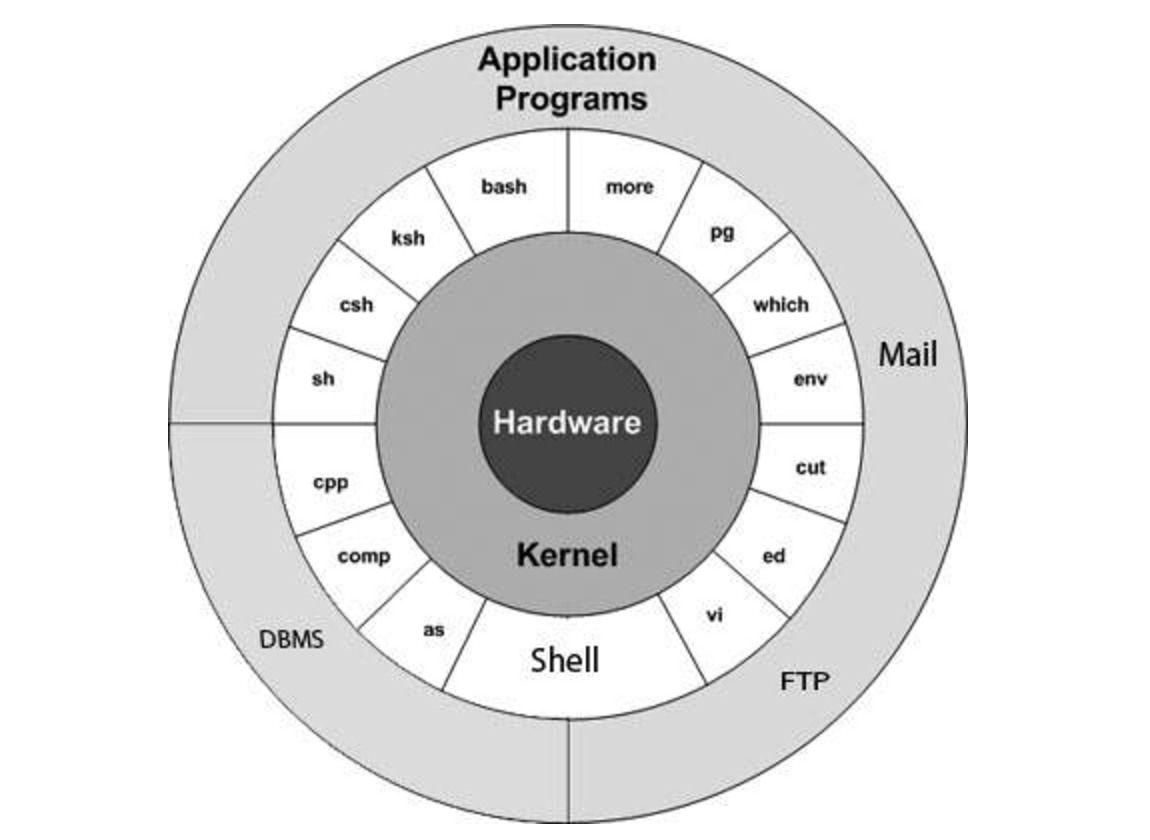 Application
Programs
bash
more
ksh
pg
csh
which
Mail
sh
env
Hardware
cpp
cut
comp
Kernel
ed
as
vi
DBMS
Shell
FTP